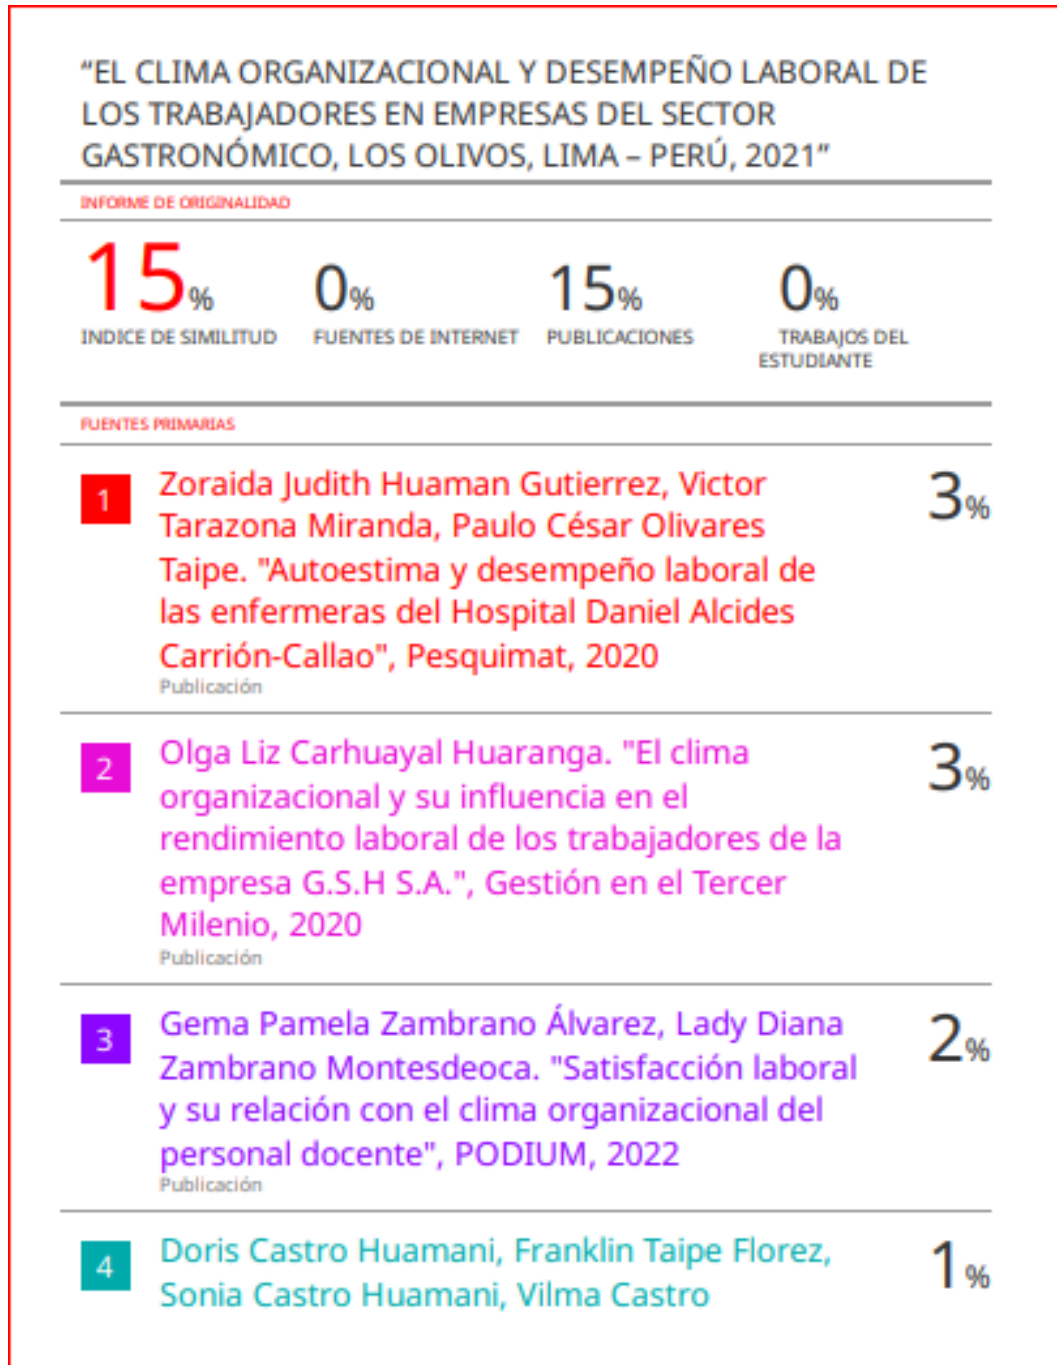 “EL CLIMA ORGANIZACIONAL Y DESEMPEÑO LABORAL DE
LOS TRABAJADORES EN EMPRESAS DEL SECTOR
GASTRONÓMICO, LOS OLIVOS, LIMA – PERÚ, 2021”
INFORME DE ORIGINALIDAD
15% 0% 15% 0%
INDICE DE SIMILITUD FUENTES DE INTERNET PUBLICACIONES TRABAJOS DEL
ESTUDIANTE
FUENTES PRIMARIAS
1 Zoraida Judith Huaman Gutierrez, Victor 3%
Tarazona Miranda, Paulo César Olivares
Taipe. "Autoestima y desempeño laboral de
las enfermeras del Hospital Daniel Alcides
Carrión-Callao", Pesquimat, 2020
Publicación
2 Olga Liz Carhuayal Huaranga. "El clima 3%
organizacional y su influencia en el
rendimiento laboral de los trabajadores de la
empresa G.S.H S.A.", Gestión en el Tercer
Milenio, 2020
Publicación
3 Gema Pamela Zambrano Álvarez, Lady Diana 2%
Zambrano Montesdeoca. "Satisfacción laboral
y su relación con el clima organizacional del
personal docente", PODIUM, 2022
Publicación
4 Doris Castro Huamani, Franklin Taipe Florez, 1%
Sonia Castro Huamani, Vilma Castro